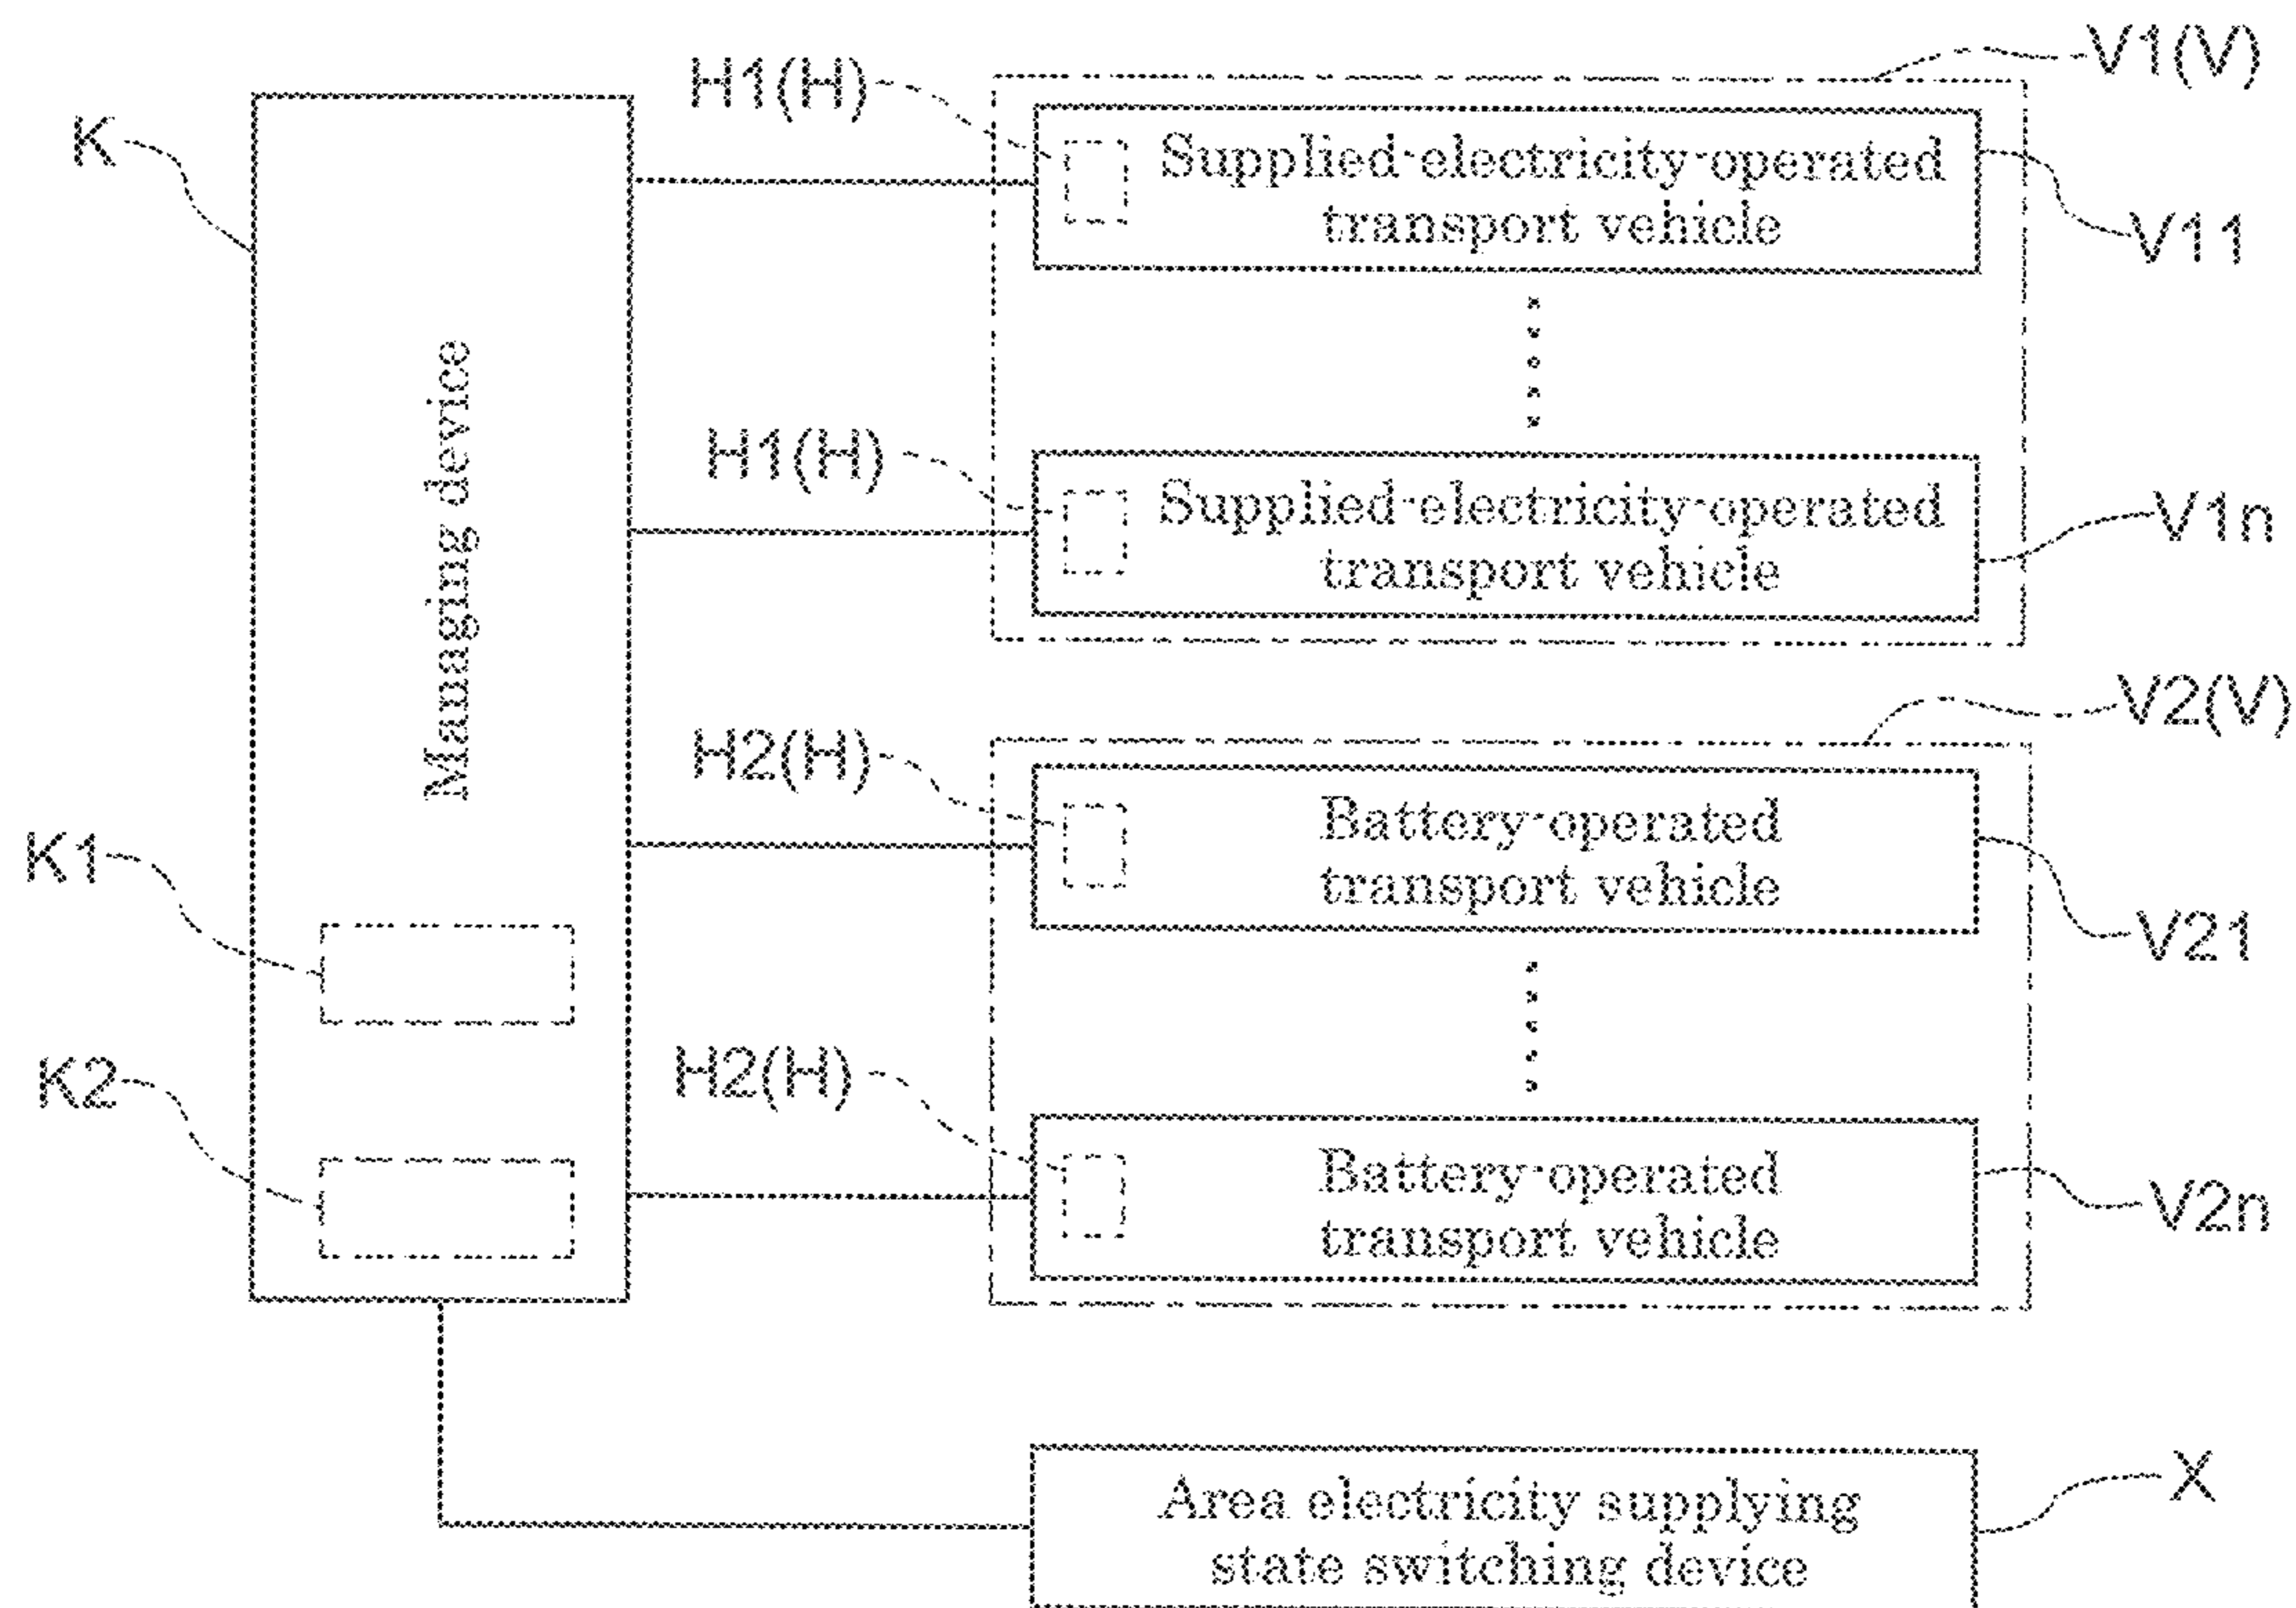 V1(V)
H1(H)
K
Supplied-electricity-operated
transport vehicle
V11
Managing device
H1(H)
Supplied-electricity-operated
transport vehicle
V1n
V2(V)
H2(H)
Battery-operated
transport vehicle
K1
V21
H2(H)
K2
Battery-operated
transport vehicle
V2n
Area electricity supplying
state switching device
X